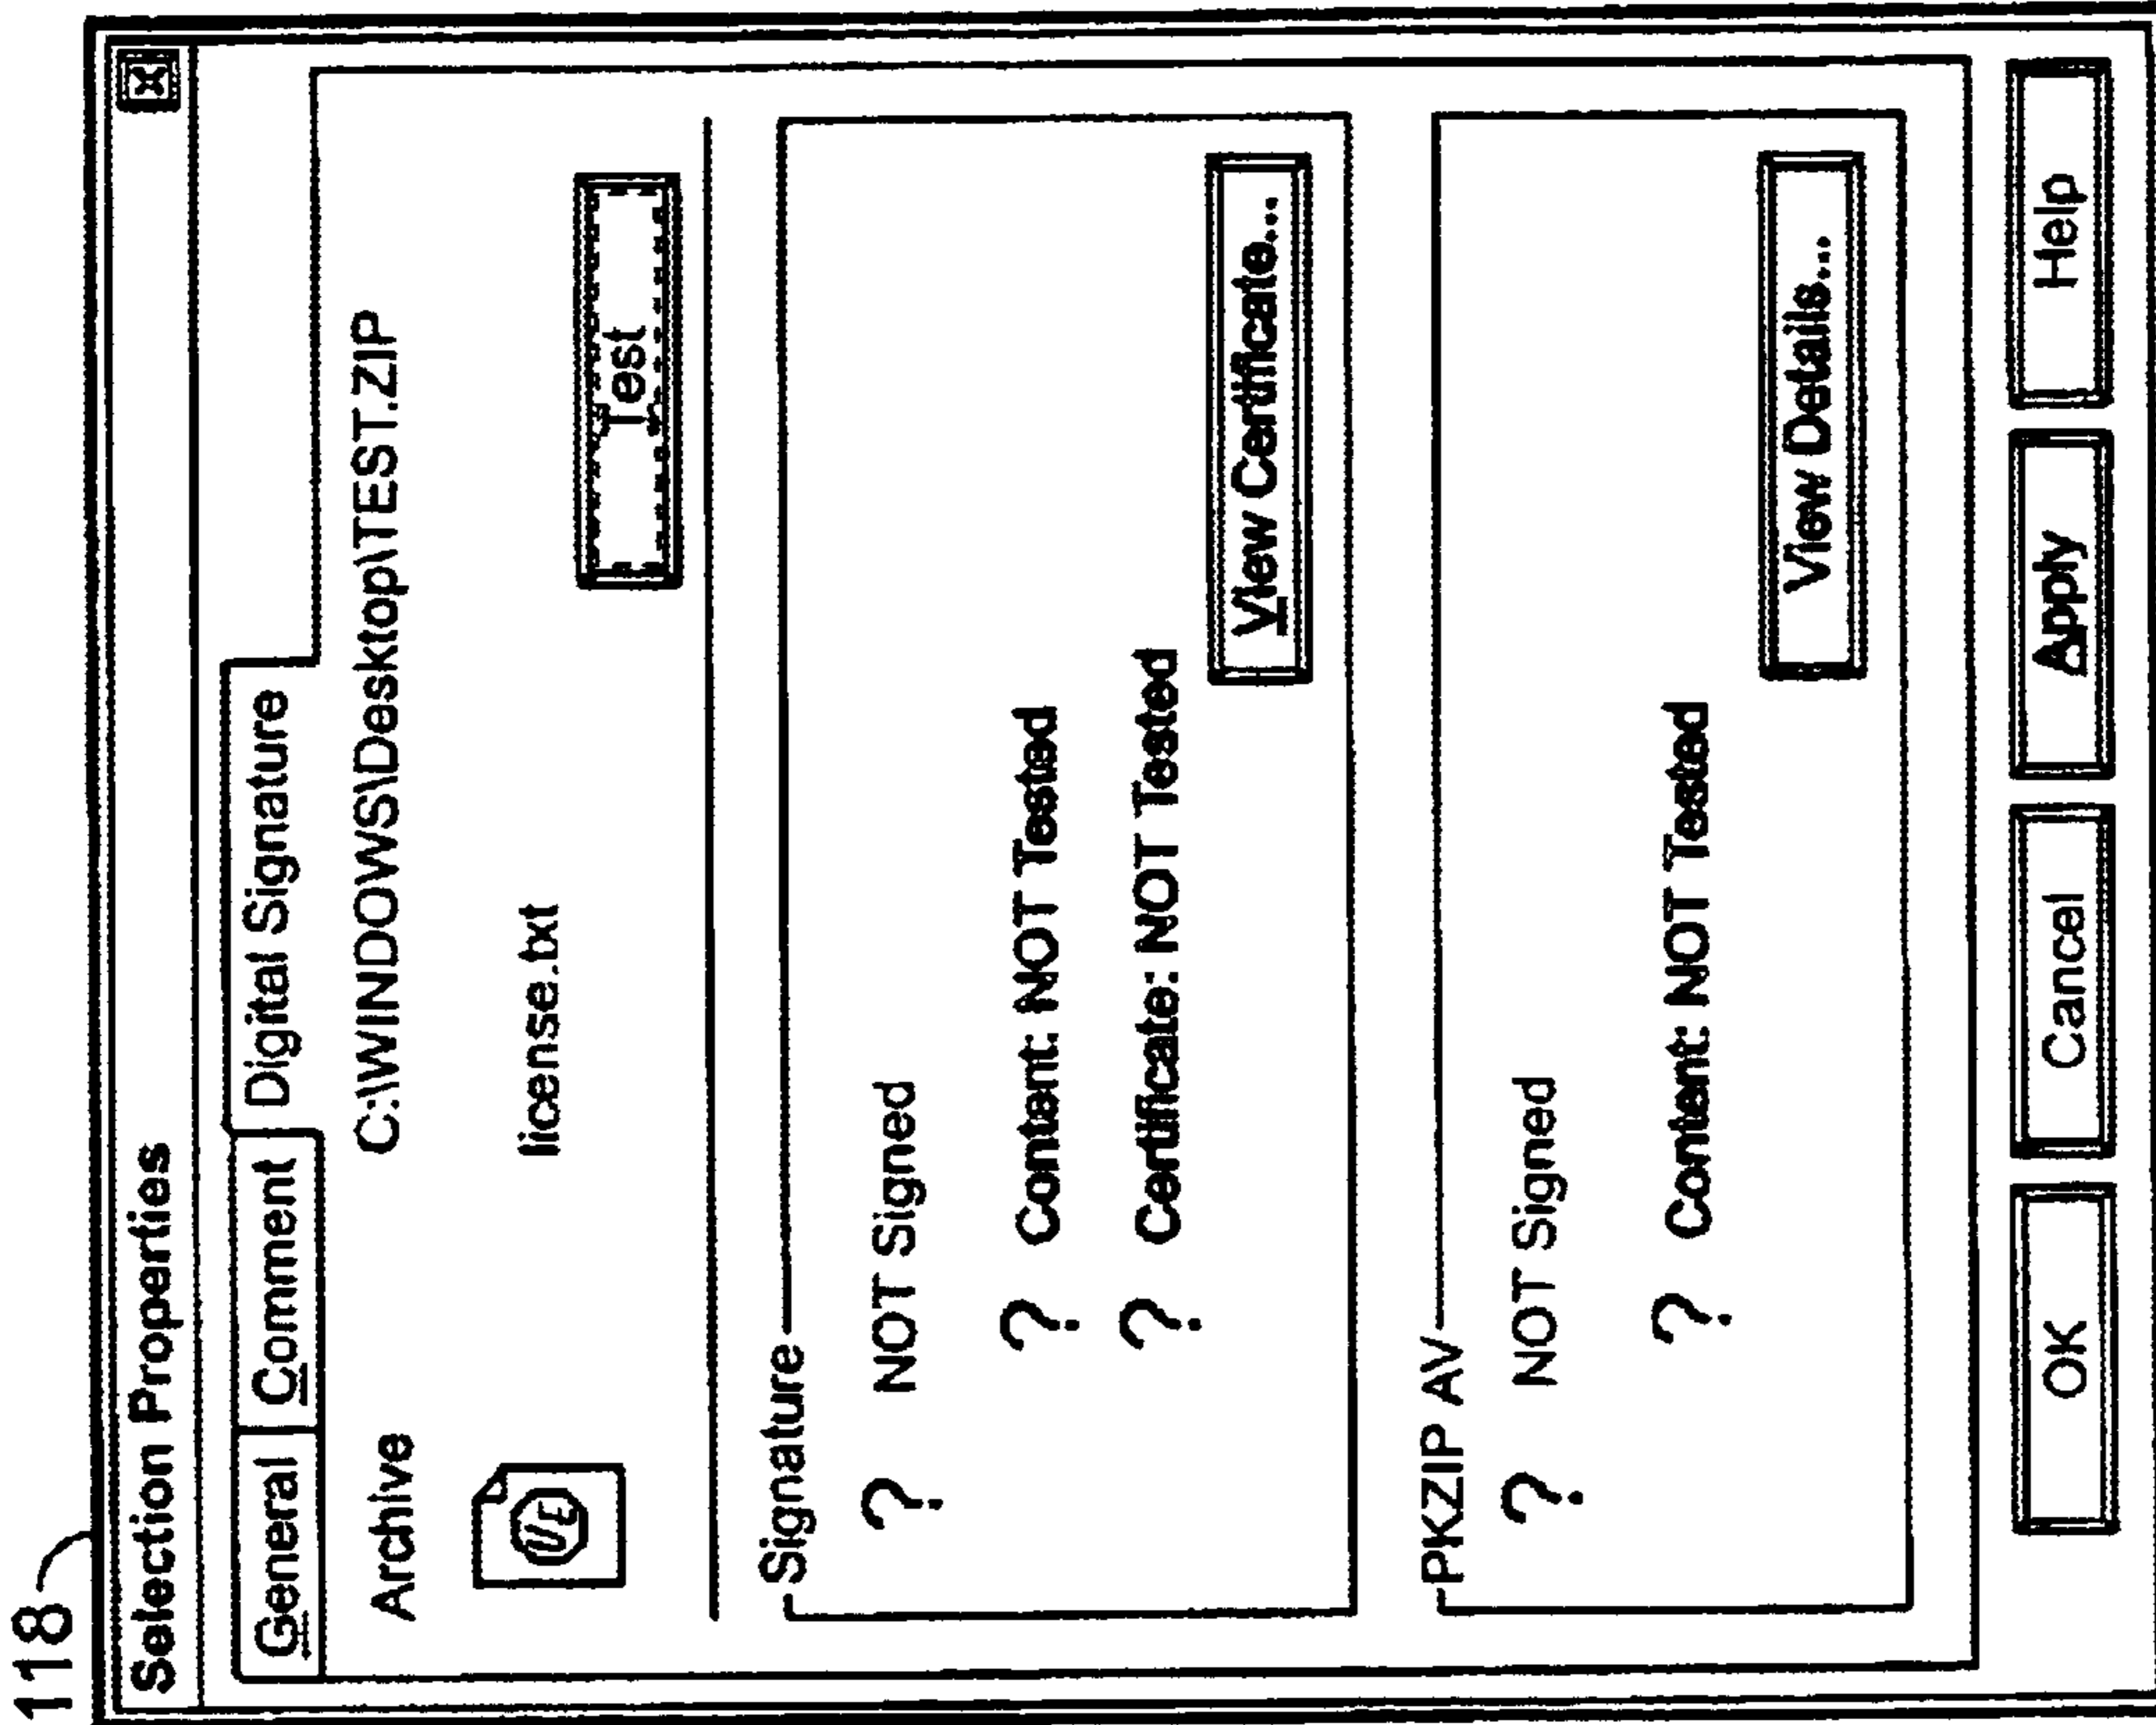 118
Selection Properties X
General Comment Digital Signature
Archive C:\WINDOWS\Desktop\TEST.ZIP
license.txt
Test
Signature
? NOT Signed
? Content: NOT Tested
? Certificate: NOT Tested
View Certificate...
PKZIP AV
? NOT Signed
? Content: NOT Tested
View Details...
OK Cancel Apply Help